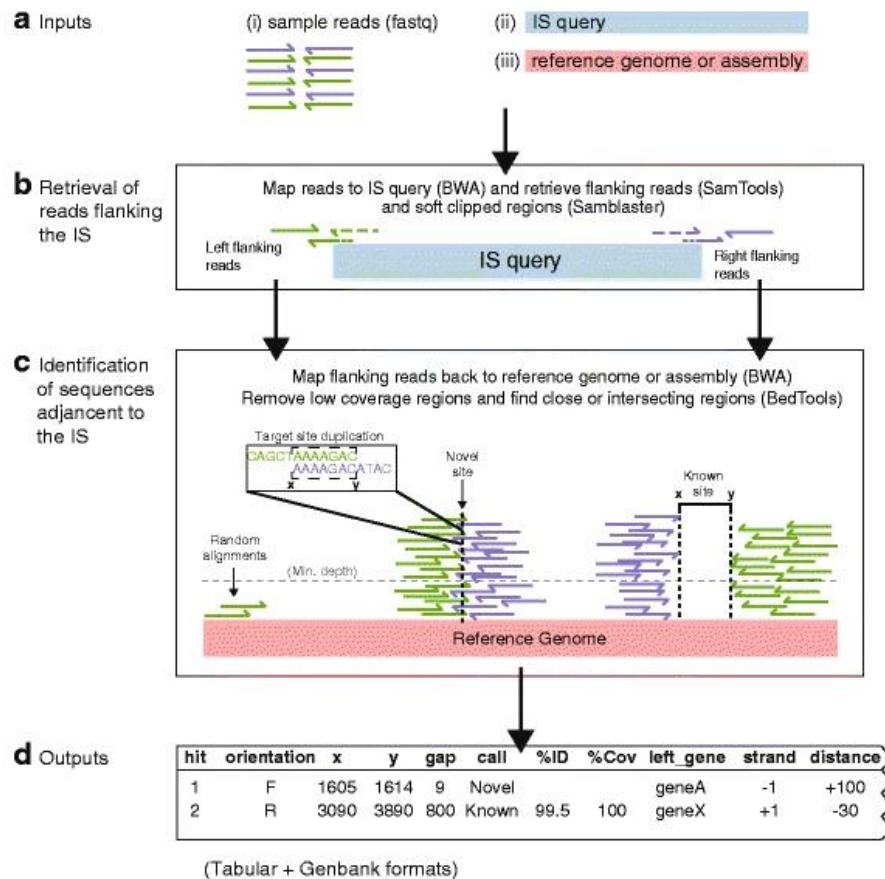 a Inputs
(i) sample reads (fastq)
(ii) IS query
(iii) reference genome or assembly
b Retrieval of
reads flanking
the IS
Map reads to IS query (BWA) and retrieve flanking reads (SamTools)
and soft clipped regions (Samblaster)
Left flanking
reads
IS query
Right flanking
reads
c Identification
of sequences
adjancent to
the IS
Map flanking reads back to reference genome or assembly (BWA)
Remove low coverage regions and find close or intersecting regions (BedTools)
Target site duplication
CAGCTAAAAGAC
AAAAGACATAC
x y
Novel
site
Known
site
x y
Random
alignments
(Min. depth)
Reference Genome
d Outputs
hit orientation x y gap call %ID %Cov left_gene strand distance
1 F 1605 1614 9 Novel geneA -1 +100
2 R 3090 3890 800 Known 99.5 100 geneX +1 -30
(Tabular + Genbank formats)